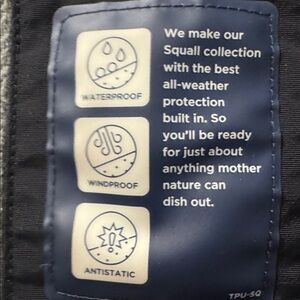 We make our
Squall collection
with the best
all-weather
protection
built in. So
you'll be ready
for just about
anything mother
nature can
dish out.
WATERPROOF
WINDPROOF
ANTISTATIC
TPU-SQ